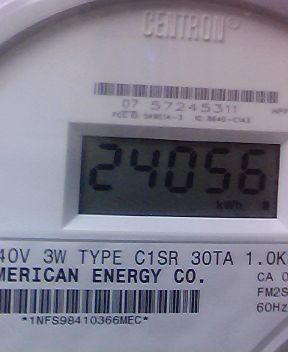 CENTRON®
07 57245311
24056
kWh
40V 3W TYPE C1SR 30TA 1.0K
MERICAN ENERGY CO.
CA 0
FM2S
60Hz
*1NFS98410366MEC*